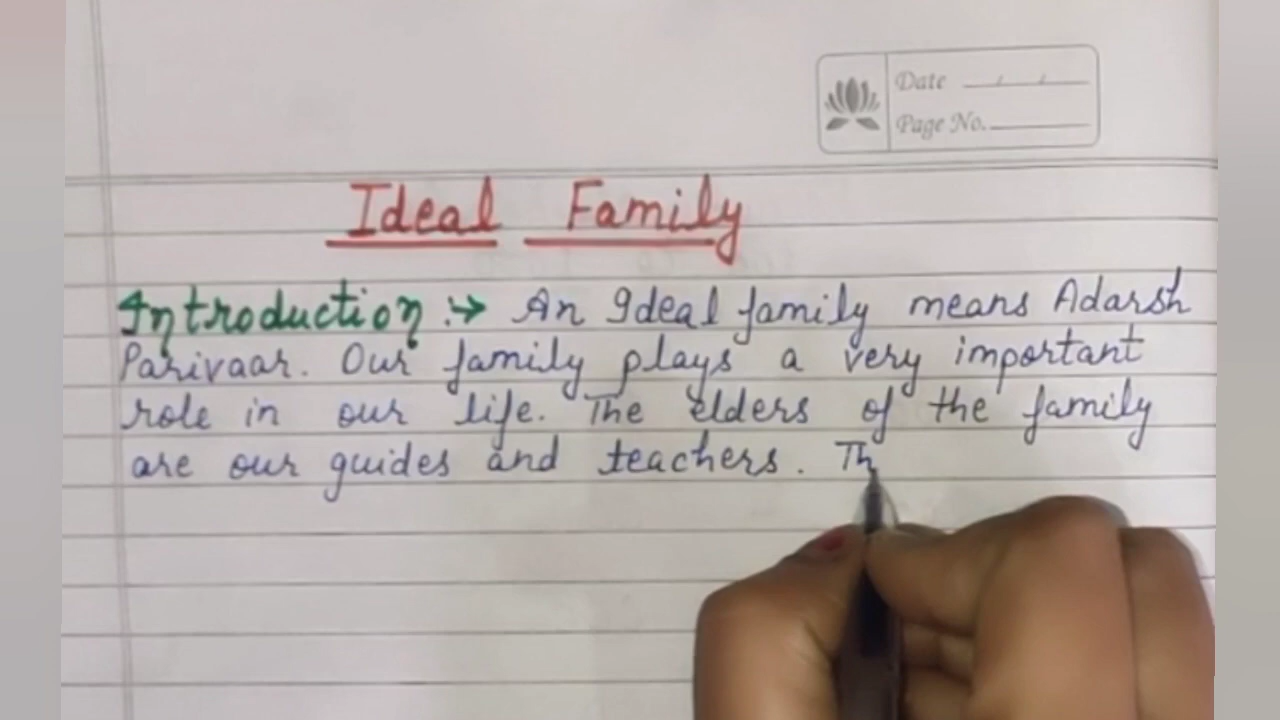 Date
Page No.
Ideal Family
Introduction :→ An Ideal family means Adarsh
Parivaar. Our family plays a very important
role in our life. The elders of the family
are our guides and teachers. Th